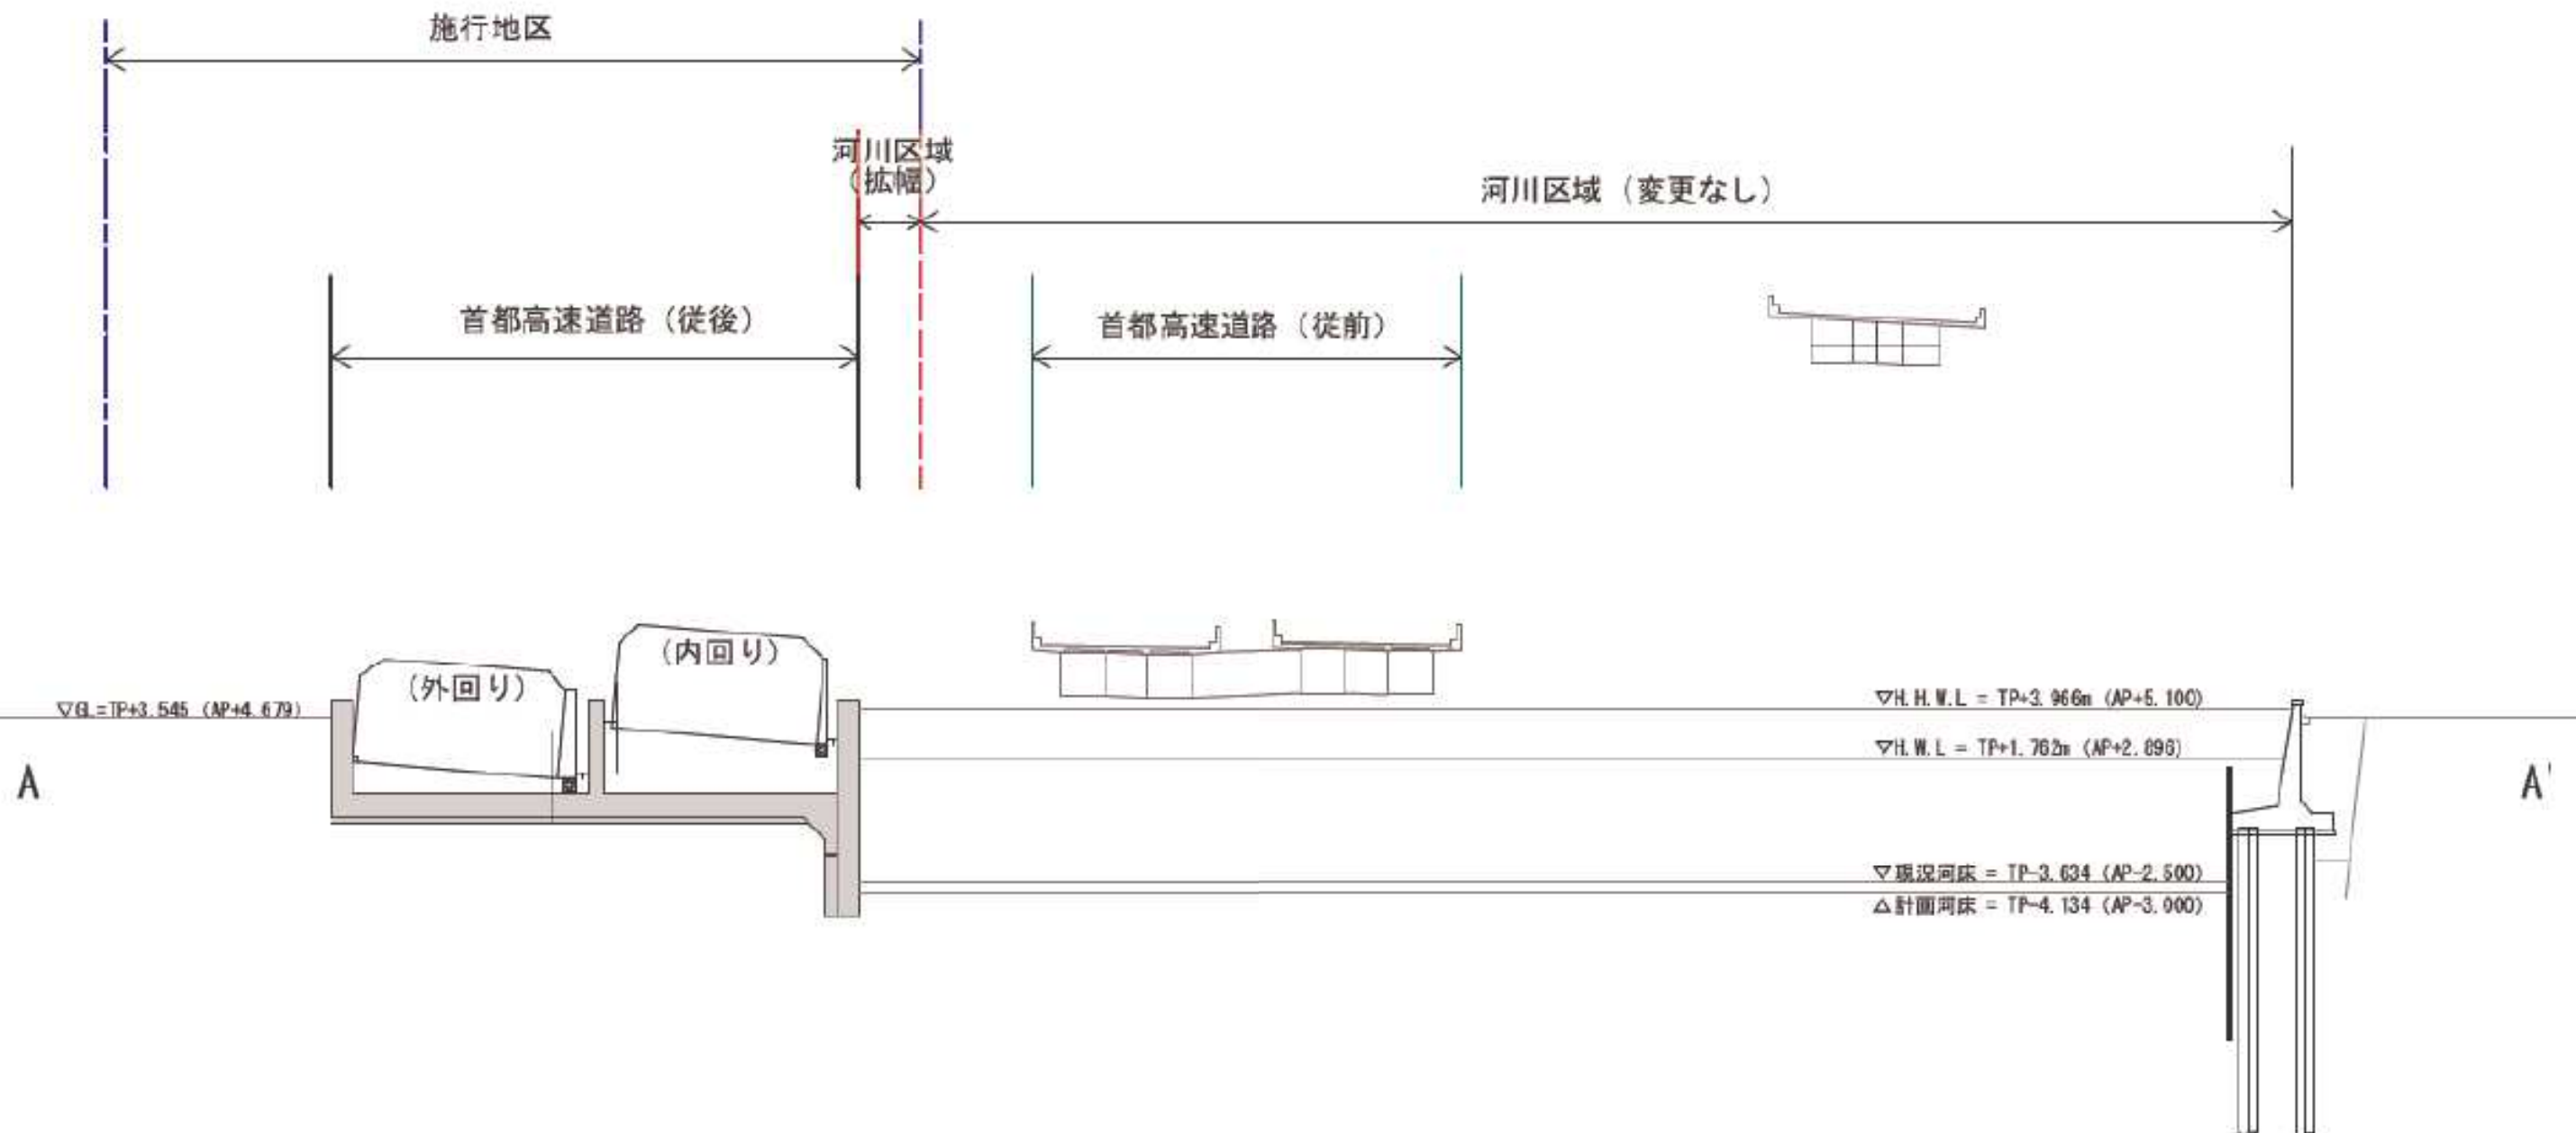 施行地区
河川区域
（拡幅）
河川区域（変更なし）
首都高速道路（従後）
首都高速道路（従前）
（内回り）
（外回り）
▽GL=TP+3.545 (AP+4.679)
▽H.H.W.L = TP+3.966m (AP+5.100)
▽H.W.L = TP+1.762m (AP+2.896)
A
A'
▽現況河床 = TP-3.634 (AP-2.500)
△計画河床 = TP-4.134 (AP-3.000)